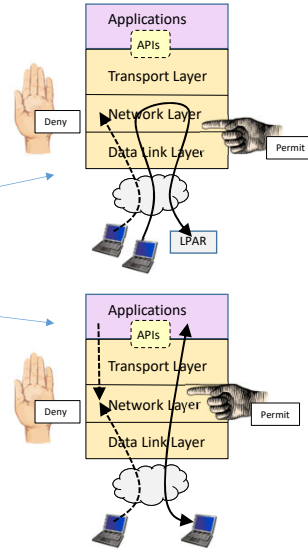 Applications
APIs
Transport Layer
Network Layer
Deny
Permit
Data Link Layer
LPAR
Applications
APIs
Transport Layer
Network Layer
Deny
Permit
Data Link Layer